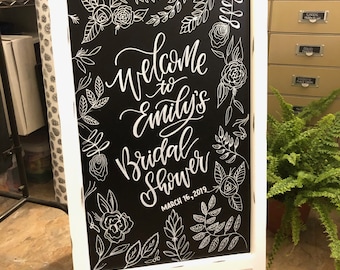 Welcome
to
Emily's
Bridal
Shower
MARCH 16, 2019